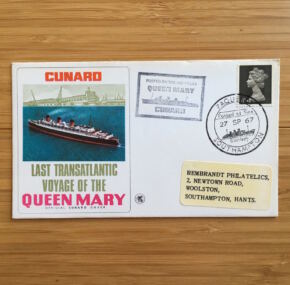 CUNARD
LAST TRANSATLANTIC
VOYAGE OF THE
QUEEN MARY
OFFICIAL CUNARD COVER
POSTED ON THE HIGH SEAS
QUEEN MARY
CUNARD
PAQUEBOT
27 SP 67
SOUTHAMPTON
REMBRANDT PHILATELICS,
2, NEWTOWN ROAD,
WOOLSTON,
SOUTHAMPTON, HANTS.